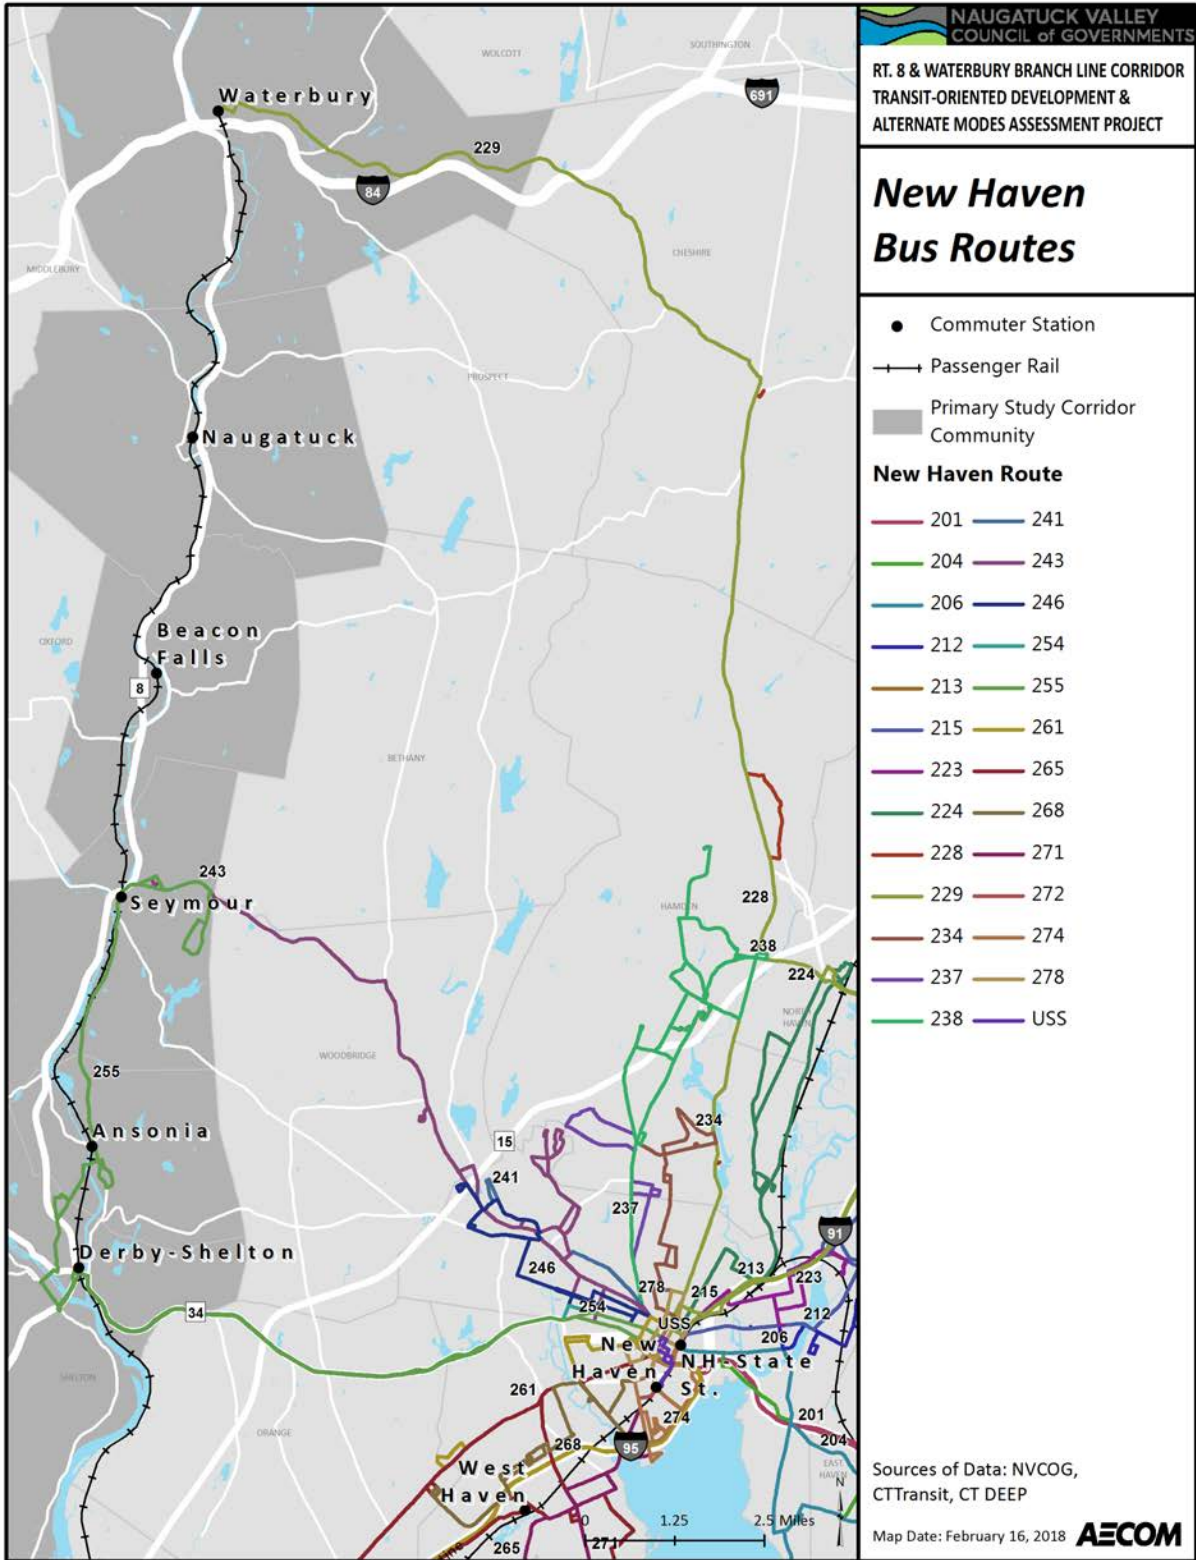 NAUGATUCK VALLEY
COUNCIL of GOVERNMENTS
RT. 8 & WATERBURY BRANCH LINE CORRIDOR
TRANSIT-ORIENTED DEVELOPMENT &
ALTERNATE MODES ASSESSMENT PROJECT
New Haven
Bus Routes
Commuter Station
Passenger Rail
Primary Study Corridor
Community
New Haven Route
201 241
204 243
206 246
212 254
213 255
215 261
223 265
224 268
228 271
229 272
234 274
237 278
238 USS
Sources of Data: NVCOG,
CTTransit, CT DEEP
Map Date: February 16, 2018 AECOM
WOLCOTT
SOUTHINGTON
691
Waterbury
229
84
CHESHIRE
MIDDLEBURY
PROSPECT
Naugatuck
Beacon
Falls
OXFORD
8
BETHANY
243
Seymour
228
HAMDEN
238
224
NORTH
HAVEN
WOODBRIDGE
255
Ansonia
15
234
241
237
Derby-Shelton
91
246
278
213
223
215
254
212
34
USS
206
New
Haven
NH-State
St.
SHELTON
261
274
201
ORANGE
268
95
204
EAST
HAVEN
West
Haven
N
0 1.25 2.5 Miles
265
271
Line